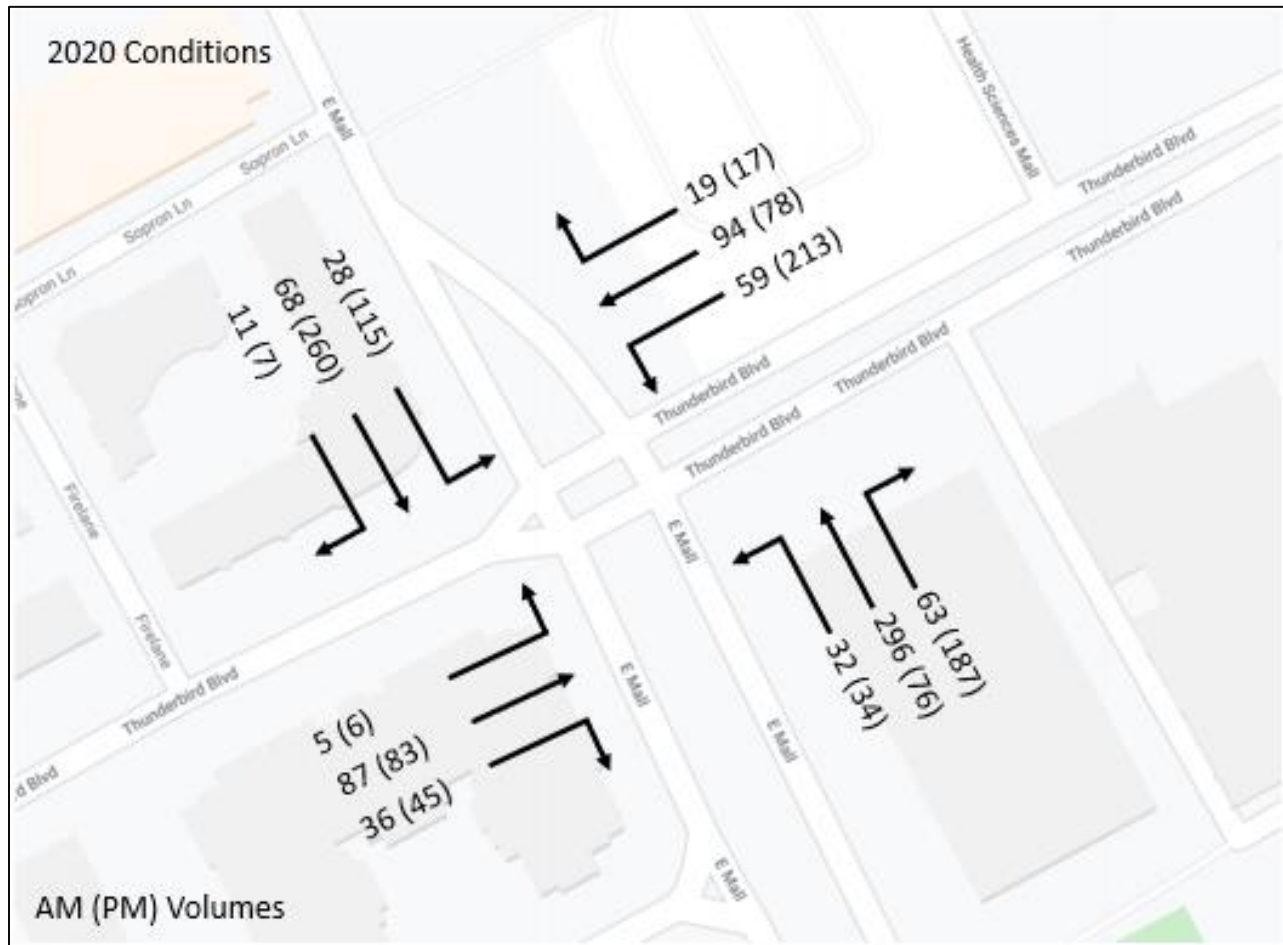 2020 Conditions
E Mall
Health Sciences Mall
Sopron Ln
Sopron Ln
Sopron Ln
Thunderbird Blvd
Thunderbird Blvd
19 (17)
94 (78)
59 (213)
28 (115)
68 (260)
11 (7)
Thunderbird Blvd
Thunderbird Blvd
Thunderbird Blvd
Firelane
E Mall
Firelane
63 (187)
296 (76)
32 (34)
E Mall
Thunderbird Blvd
5 (6)
87 (83)
36 (45)
E Mall
rd Blvd
E Mall
AM (PM) Volumes